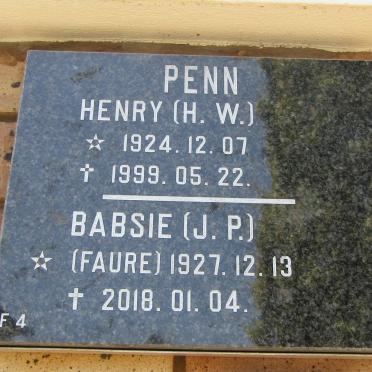 PENN
HENRY (H. W.)
☆ 1924. 12. 07
✝ 1999. 05. 22.
BABSIE (J. P.)
☆ (FAURE) 1927. 12. 13
✝ 2018. 01. 04.
F 4